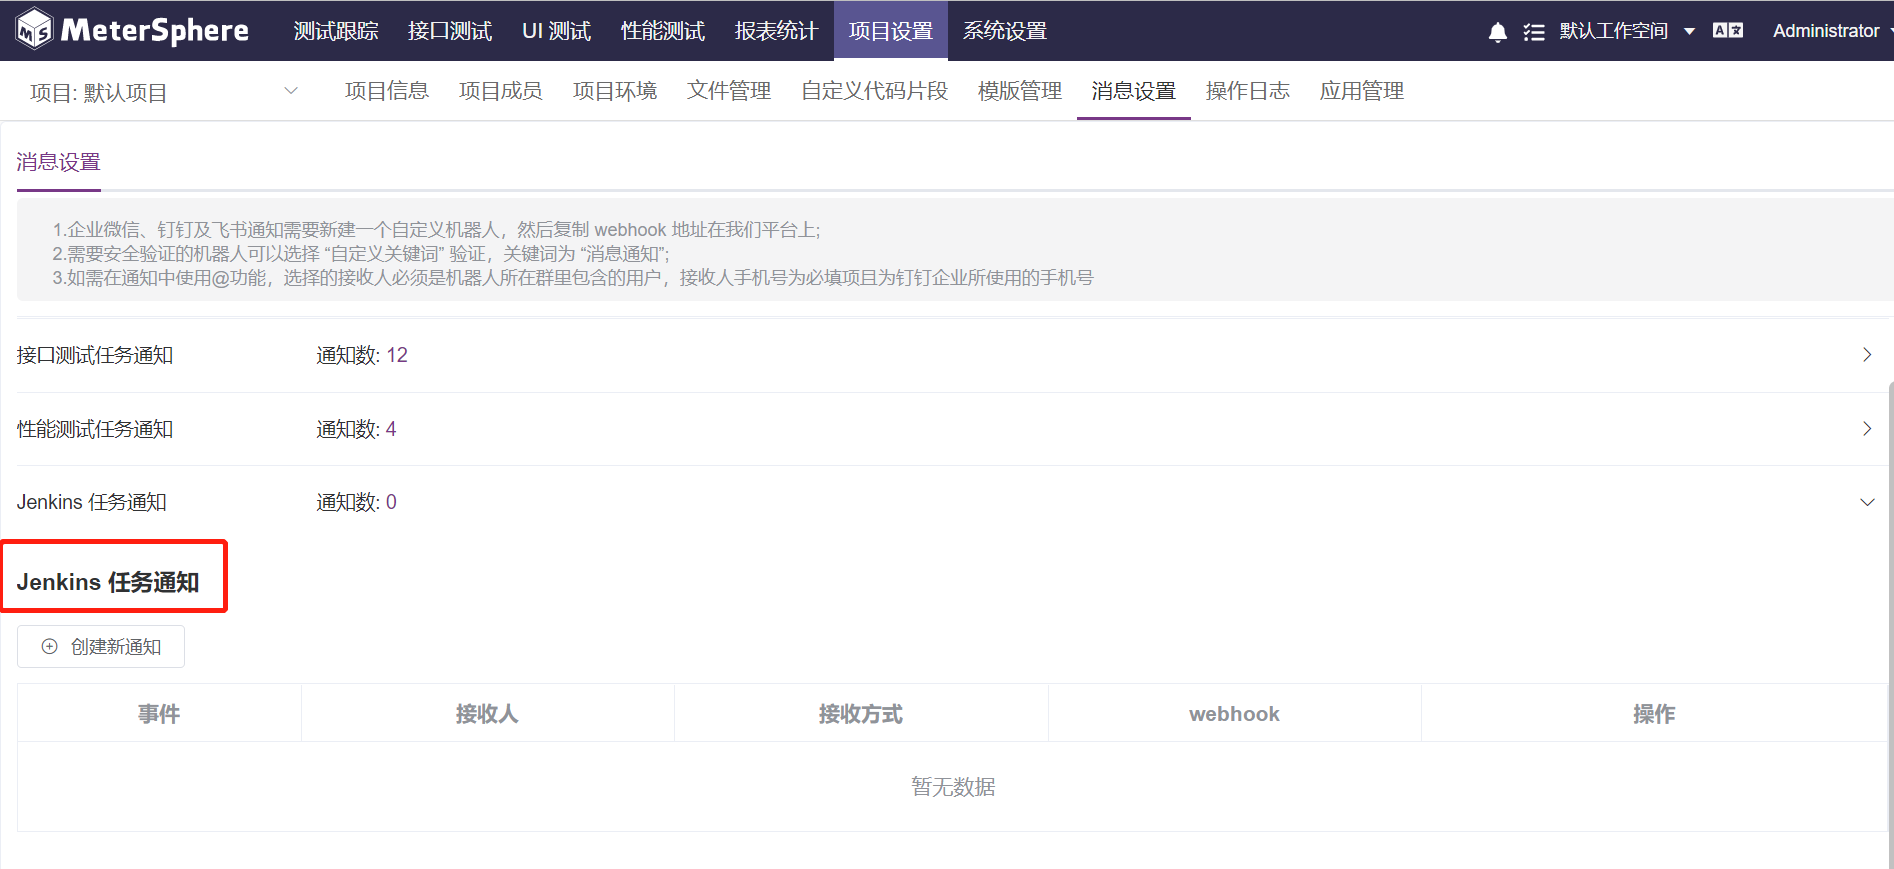 MeterSphere 测试跟踪 接口测试 UI 测试 性能测试 报表统计 项目设置 系统设置 默认工作空间 Administrator
项目: 默认项目 项目信息 项目成员 项目环境 文件管理 自定义代码片段 模版管理 消息设置 操作日志 应用管理
消息设置
1.企业微信、钉钉及飞书通知需要新建一个自定义机器人，然后复制 webhook 地址在我们平台上;
2.需要安全验证的机器人可以选择 “自定义关键词” 验证，关键词为 “消息通知”;
3.如需在通知中使用@功能，选择的接收人必须是机器人所在群里包含的用户，接收人手机号为必填项目为钉钉企业所使用的手机号
接口测试任务通知 通知数: 12
性能测试任务通知 通知数: 4
Jenkins 任务通知 通知数: 0
Jenkins 任务通知
创建新通知
事件 接收人 接收方式 webhook 操作
暂无数据